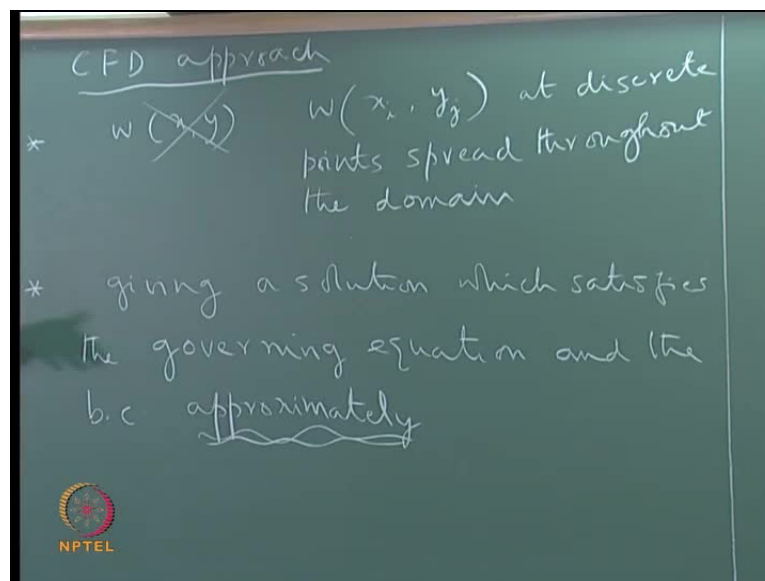 CFD approach
* w (x, y) w(xi, yj) at discrete
points spread throughout
the domain
* giving a solution which satisfies
the governing equation and the
b.c approximately
NPTEL